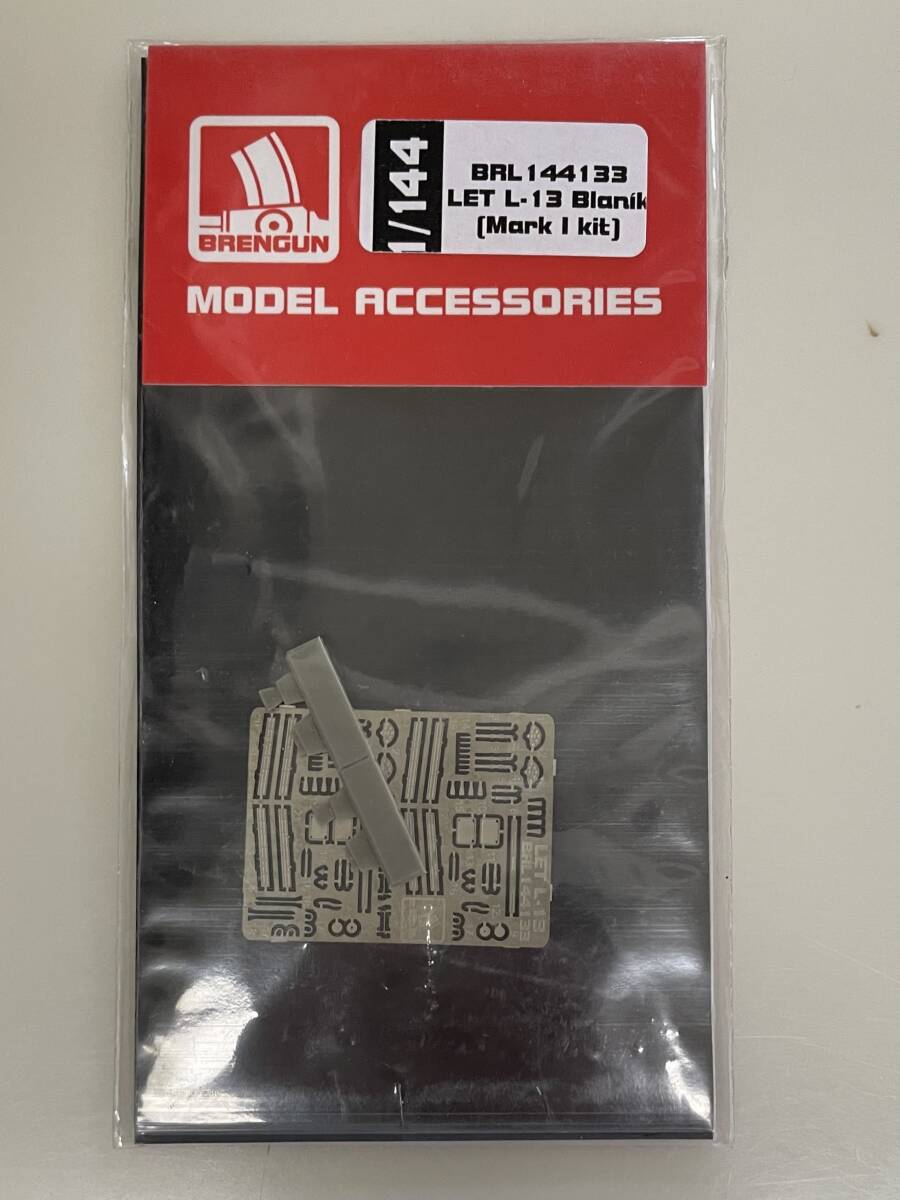 BRENGUN
1/144
BRL144133
LET L-13 Blaník
(Mark I kit)
MODEL ACCESSORIES
LET L-13
BRL144133